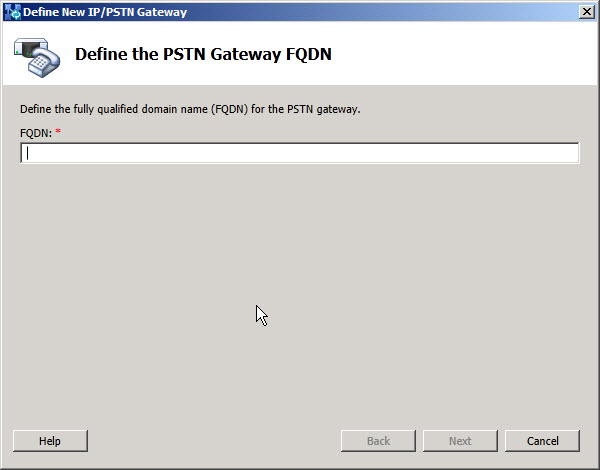 Define New IP/PSTN Gateway
Define the PSTN Gateway FQDN
Define the fully qualified domain name (FQDN) for the PSTN gateway.
FQDN: *
Help Back Next Cancel